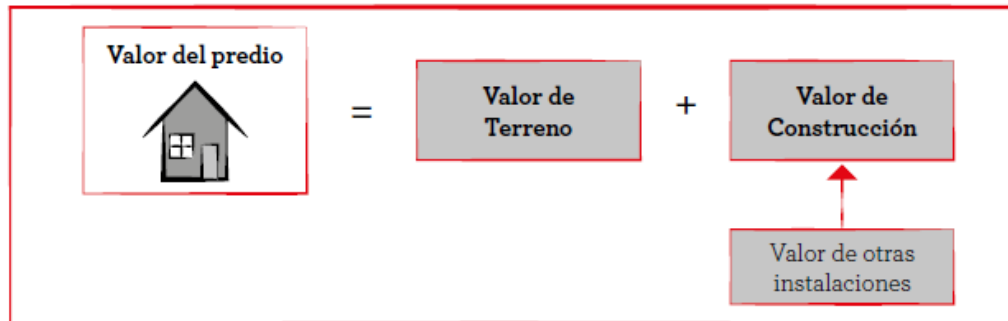 Valor del predio
=
Valor de
Terreno
+
Valor de
Construcción
Valor de otras
instalaciones